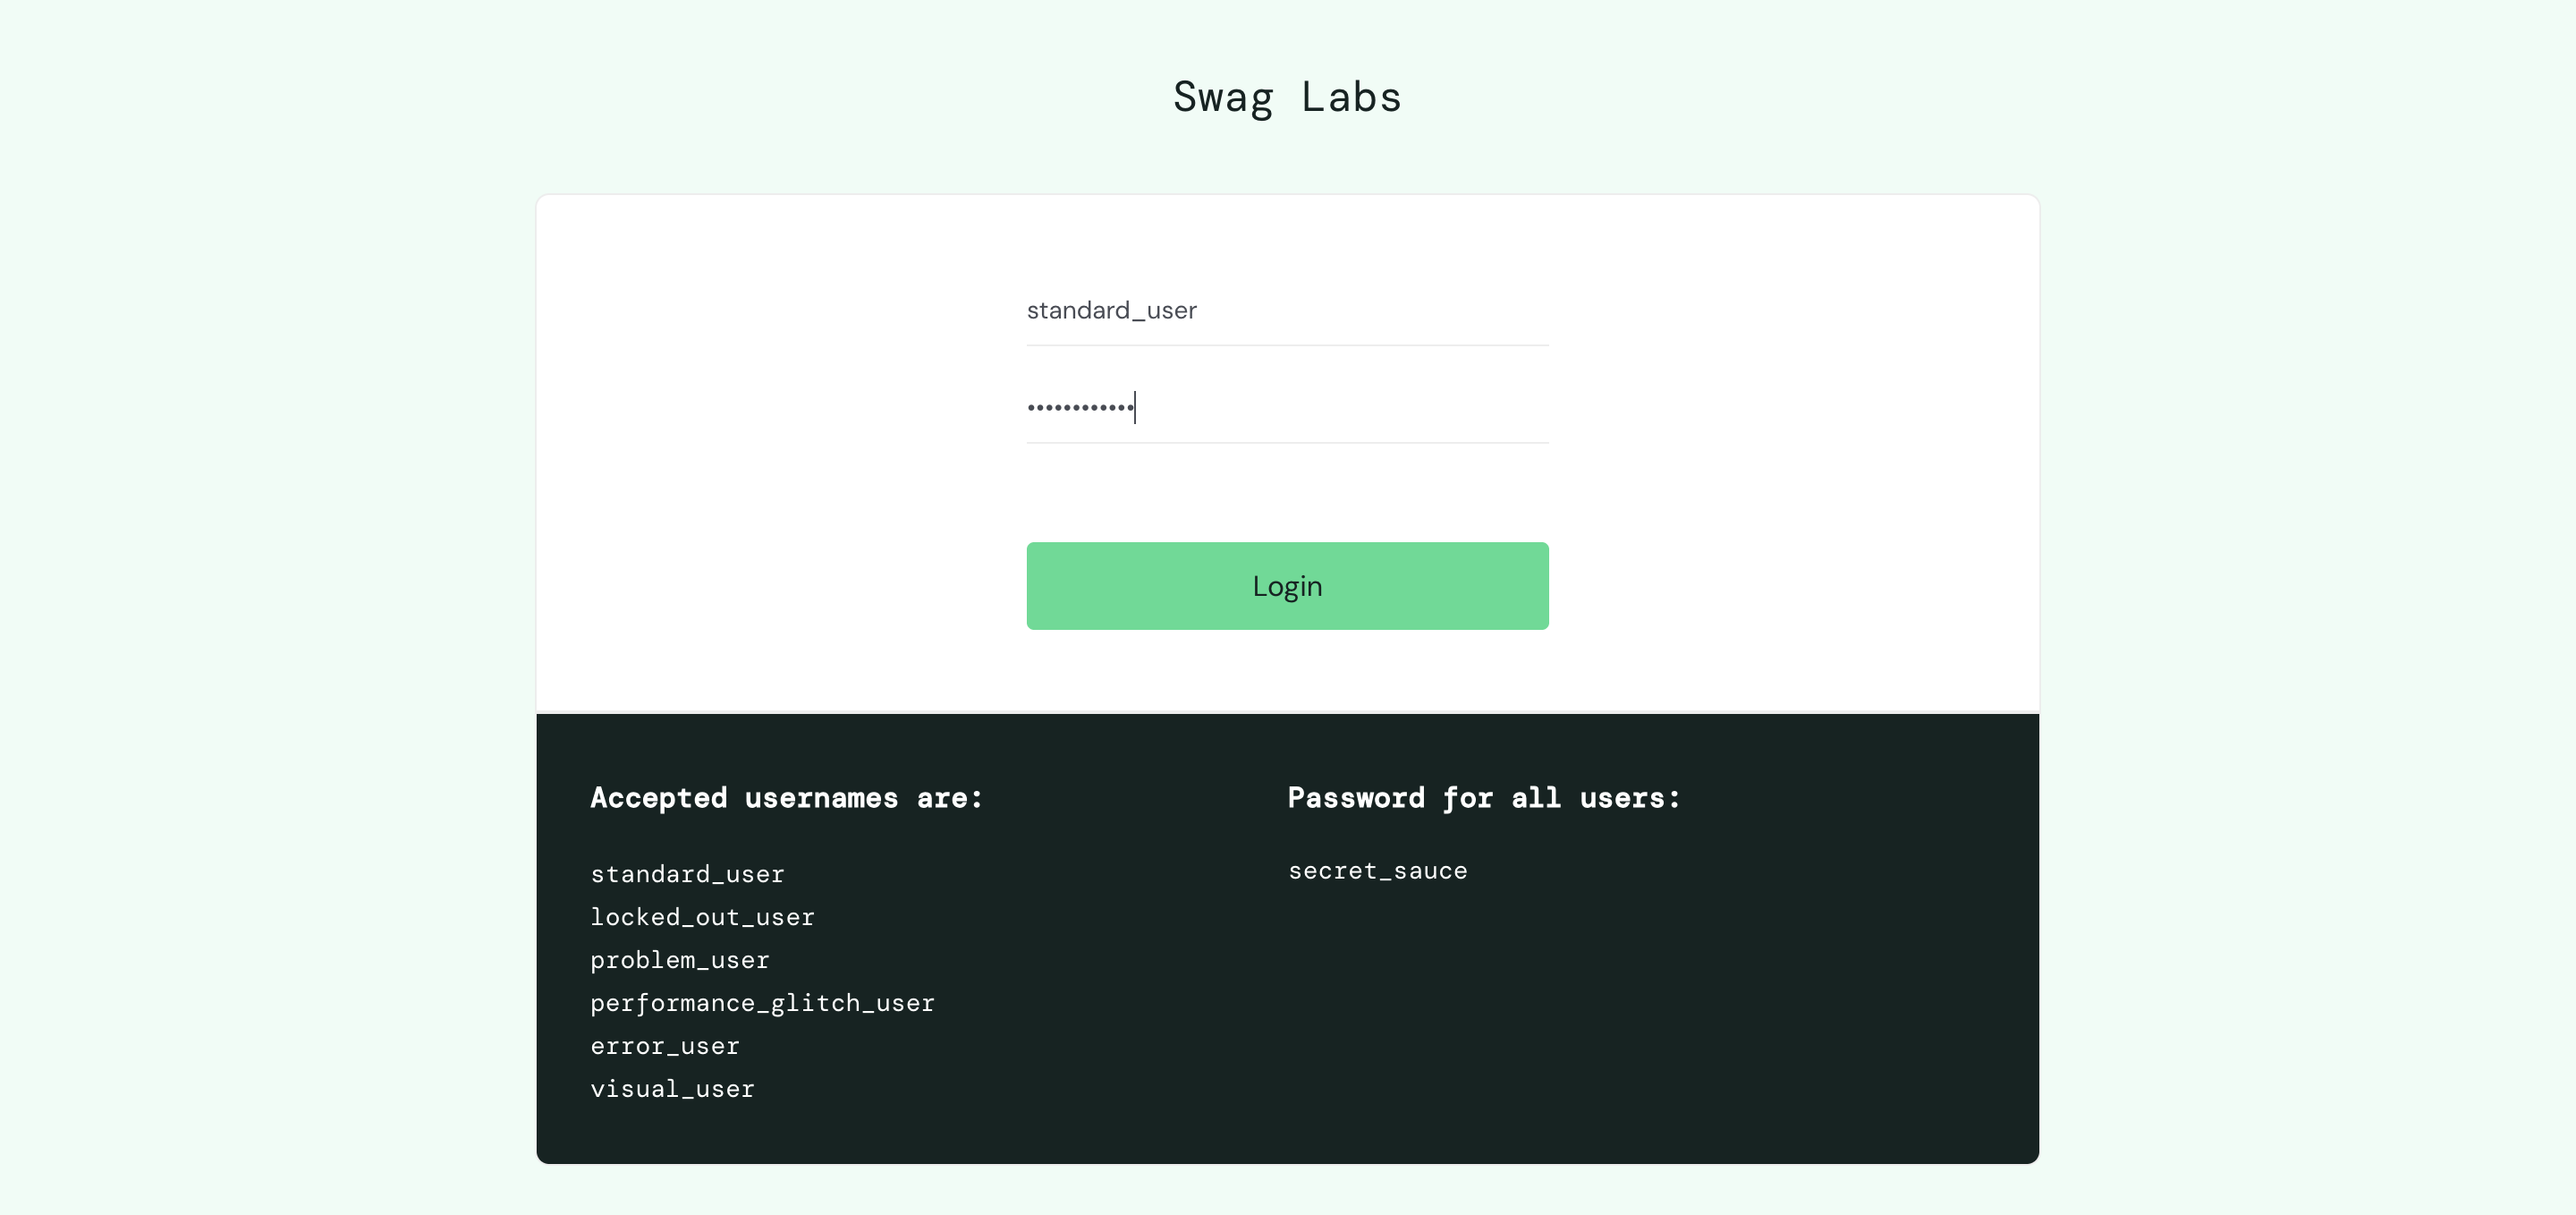 Swag Labs
standard_user
••••••••••••
Login
Accepted usernames are:
standard_user
locked_out_user
problem_user
performance_glitch_user
error_user
visual_user
Password for all users:
secret_sauce